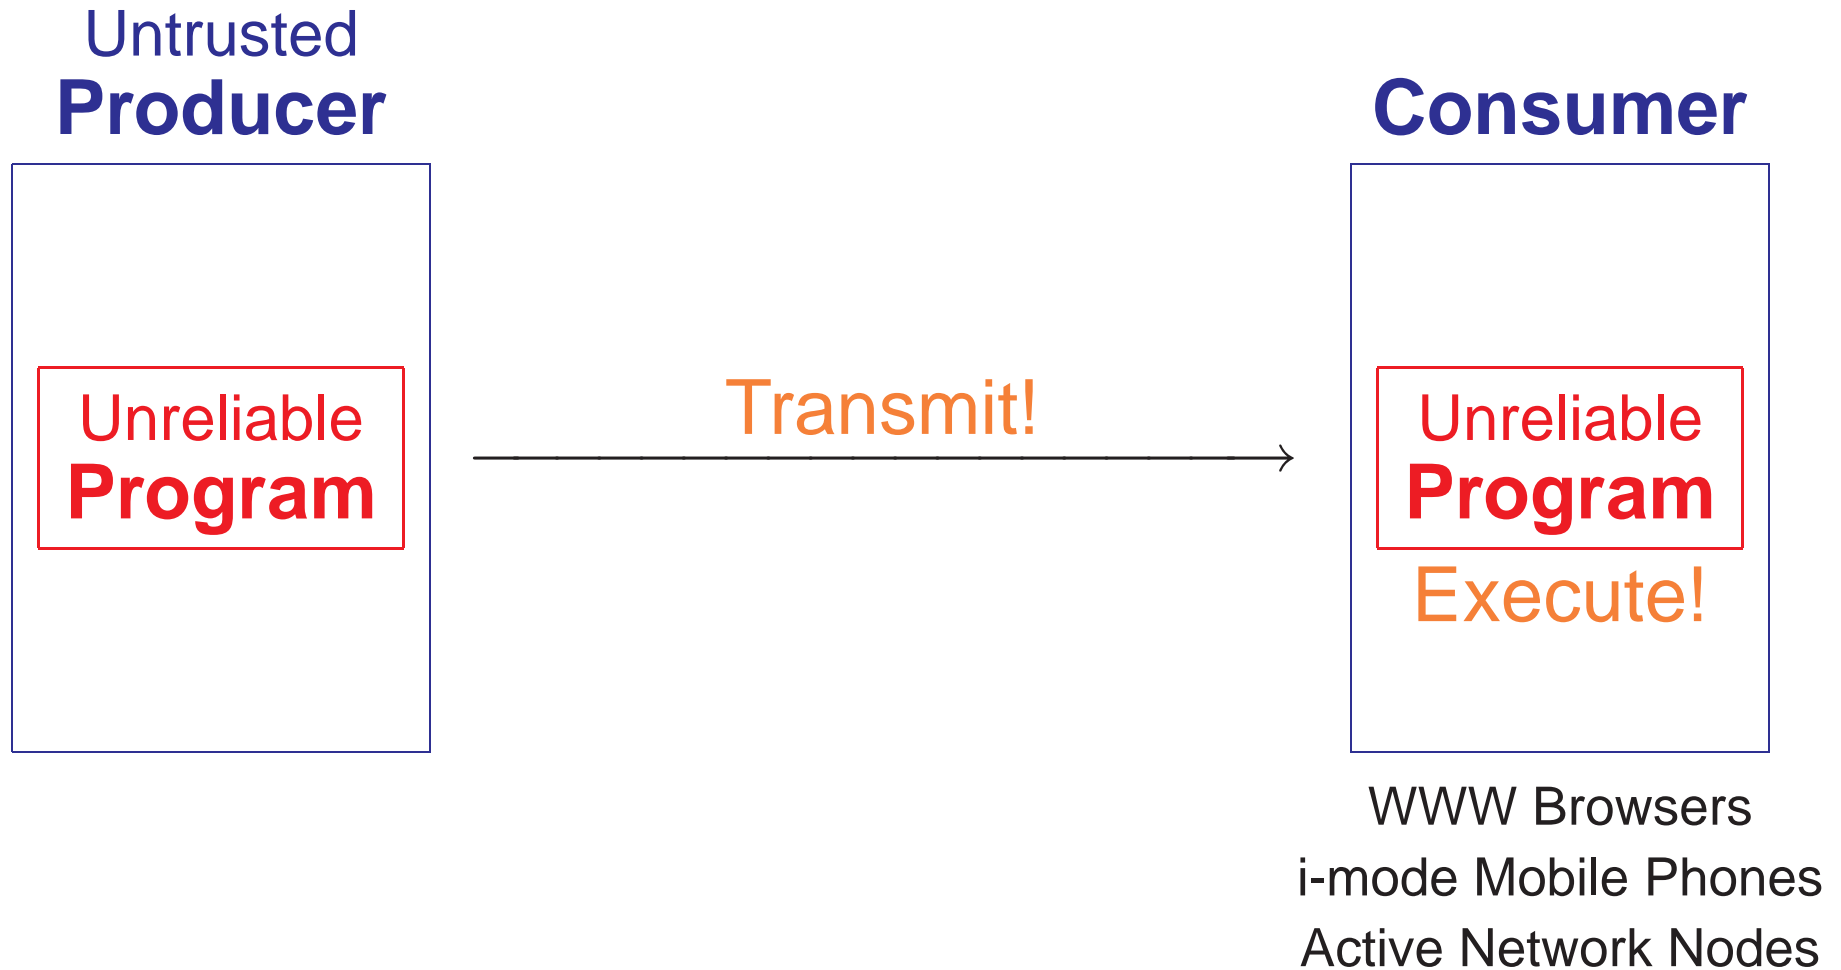 Untrusted
Producer
Consumer
Unreliable
Program
Transmit!
Unreliable
Program
Execute!
WWW Browsers
i-mode Mobile Phones
Active Network Nodes